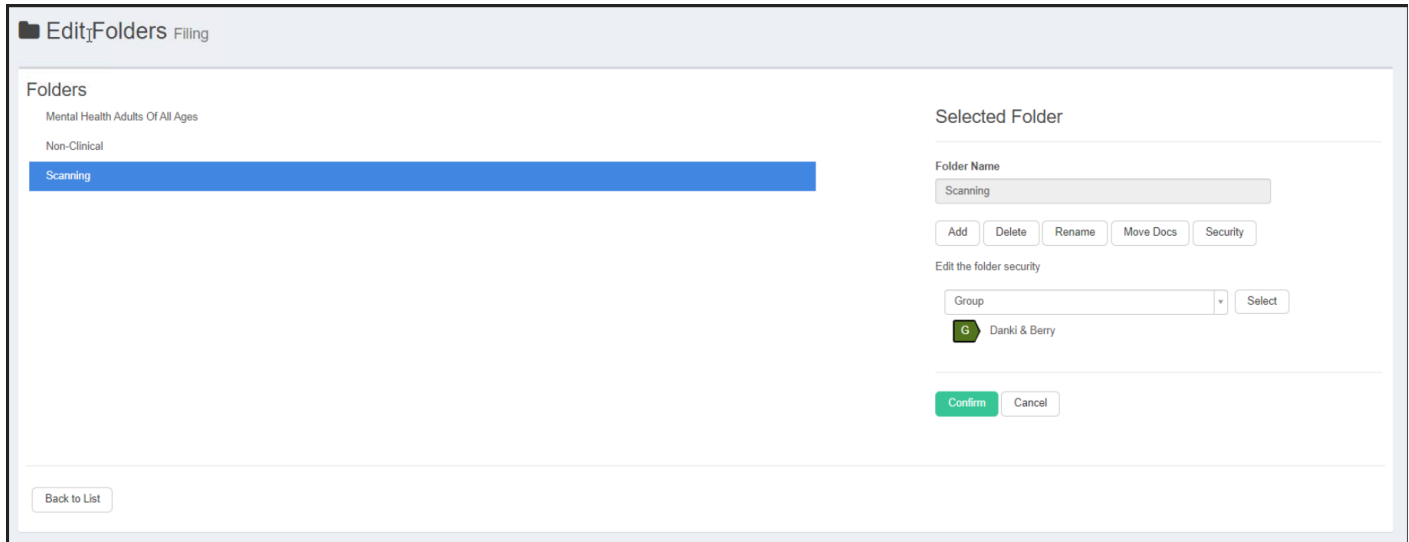 Edit Folders Filing
Folders
Mental Health Adults Of All Ages
Non-Clinical
Scanning
Selected Folder
Folder Name
Scanning
Add Delete Rename Move Docs Security
Edit the folder security
Group Select
G Danki & Berry
Confirm Cancel
Back to List